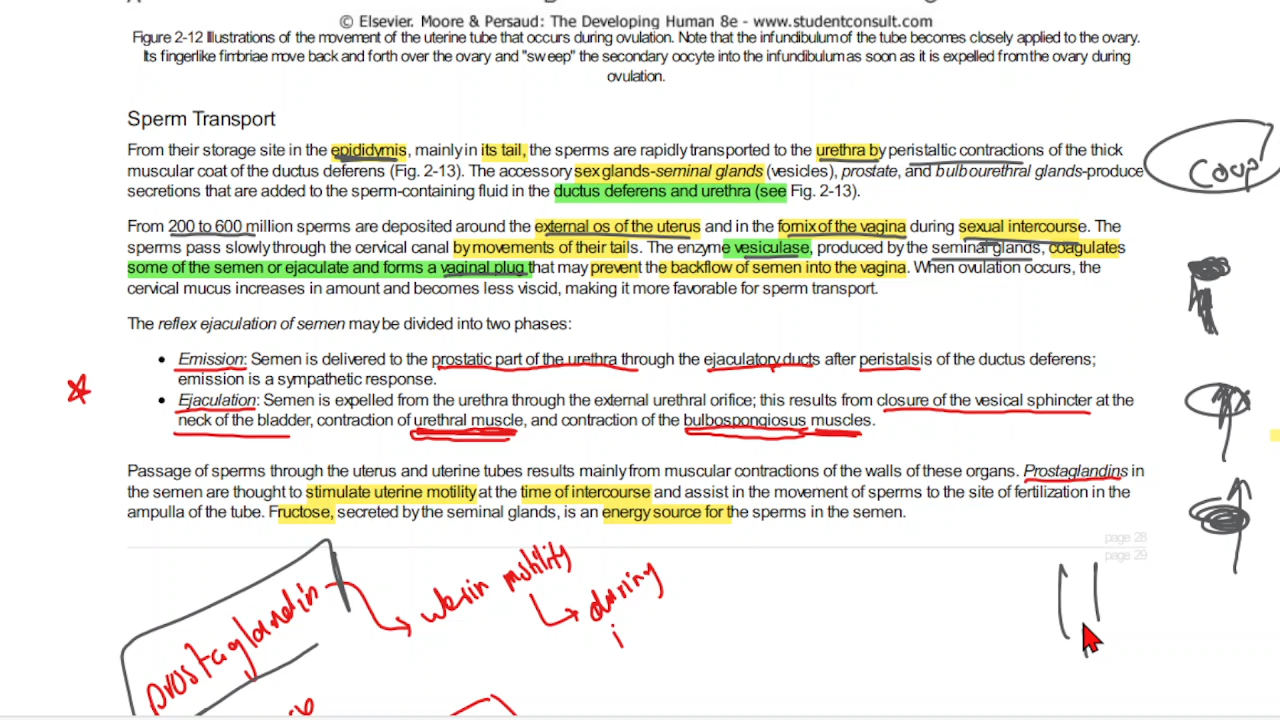 © Elsevier. Moore & Persaud: The Developing Human 8e - www.studentconsult.com
Figure 2-12 Illustrations of the movement of the uterine tube that occurs during ovulation. Note that the infundibulum of the tube becomes closely applied to the ovary.
Its fingerlike fimbriae move back and forth over the ovary and "sweep" the secondary oocyte into the infundibulum as soon as it is expelled from the ovary during
ovulation.
Sperm Transport
From their storage site in the epididymis, mainly in its tail, the sperms are rapidly transported to the urethra by peristaltic contractions of the thick
muscular coat of the ductus deferens (Fig. 2-13). The accessory sex glands-seminal glands (vesicles), prostate, and bulbourethral glands-produce
secretions that are added to the sperm-containing fluid in the ductus deferens and urethra (see Fig. 2-13).
From 200 to 600 million sperms are deposited around the external os of the uterus and in the fornix of the vagina during sexual intercourse. The
sperms pass slowly through the cervical canal by movements of their tails. The enzyme vesiculase, produced by the seminal glands, coagulates
some of the semen or ejaculate and forms a vaginal plug that may prevent the backflow of semen into the vagina. When ovulation occurs, the
cervical mucus increases in amount and becomes less viscid, making it more favorable for sperm transport.
The reflex ejaculation of semen may be divided into two phases:
• Emission: Semen is delivered to the prostatic part of the urethra through the ejaculatory ducts after peristalsis of the ductus deferens;
emission is a sympathetic response.
• Ejaculation: Semen is expelled from the urethra through the external urethral orifice; this results from closure of the vesical sphincter at the
neck of the bladder, contraction of urethral muscle, and contraction of the bulbospongiosus muscles.
Passage of sperms through the uterus and uterine tubes results mainly from muscular contractions of the walls of these organs. Prostaglandins in
the semen are thought to stimulate uterine motility at the time of intercourse and assist in the movement of sperms to the site of fertilization in the
ampulla of the tube. Fructose, secreted by the seminal glands, is an energy source for the sperms in the semen.
page 28
page 29
prostaglandin
motility
during
i